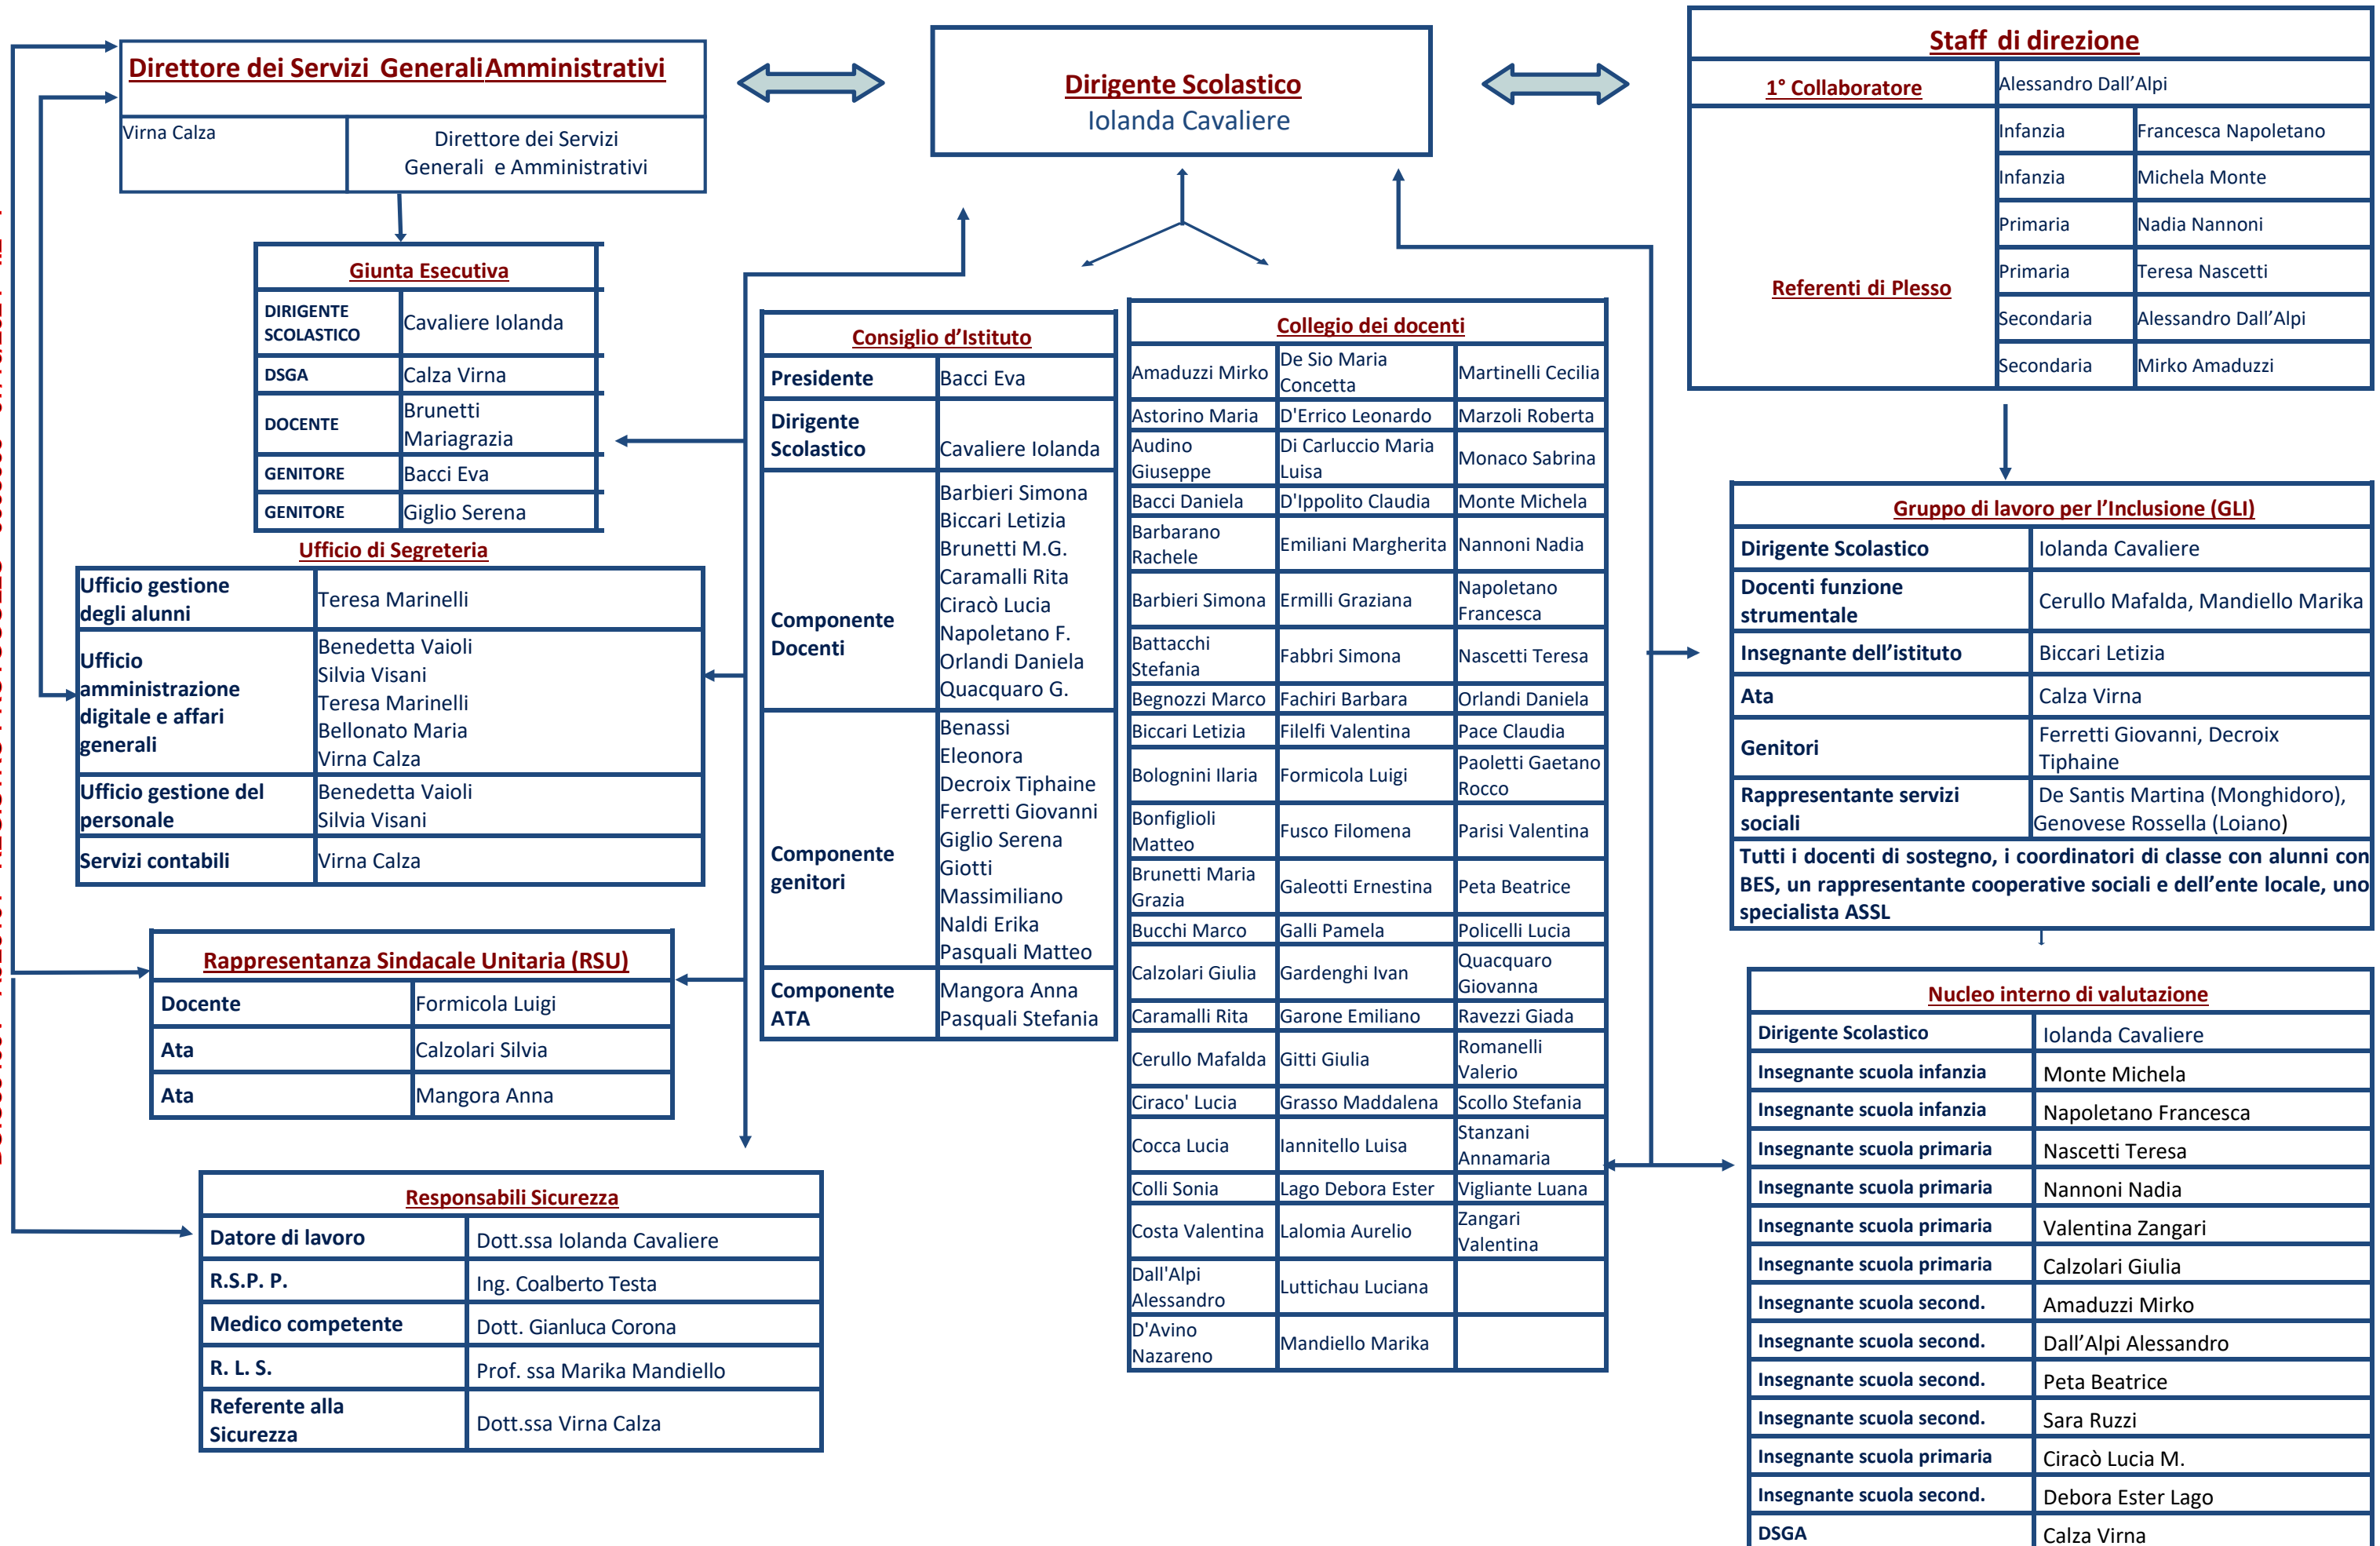 Direttore dei Servizi Generali Amministrativi
Virna Calza
Direttore dei Servizi
Generali e Amministrativi
Dirigente Scolastico
Iolanda Cavaliere
Staff di direzione
1° Collaboratore
Alessandro Dall'Alpi
Referenti di Plesso
Infanzia Francesca Napoletano
Infanzia Michela Monte
Primaria Nadia Nannoni
Primaria Teresa Nascetti
Secondaria Alessandro Dall'Alpi
Secondaria Mirko Amaduzzi
Giunta Esecutiva
DIRIGENTE
SCOLASTICO
Cavaliere Iolanda
DSGA Calza Virna
DOCENTE
Brunetti
Mariagrazia
GENITORE Bacci Eva
GENITORE Giglio Serena
Ufficio di Segreteria
Ufficio gestione
degli alunni
Teresa Marinelli
Ufficio
amministrazione
digitale e affari
generali
Benedetta Vaioli
Silvia Visani
Teresa Marinelli
Bellonato Maria
Virna Calza
Ufficio gestione del
personale
Benedetta Vaioli
Silvia Visani
Servizi contabili Virna Calza
Rappresentanza Sindacale Unitaria (RSU)
Docente Formicola Luigi
Ata Calzolari Silvia
Ata Mangora Anna
Responsabili Sicurezza
Datore di lavoro Dott.ssa Iolanda Cavaliere
R.S.P. P. Ing. Coalberto Testa
Medico competente Dott. Gianluca Corona
R. L. S. Prof. ssa Marika Mandiello
Referente alla
Sicurezza
Dott.ssa Virna Calza
Consiglio d'Istituto
Presidente Bacci Eva
Dirigente
Scolastico
Cavaliere Iolanda
Componente
Docenti
Barbieri Simona
Biccari Letizia
Brunetti M.G.
Caramalli Rita
Ciracò Lucia
Napoletano F.
Orlandi Daniela
Quacquaro G.
Componente
genitori
Benassi
Eleonora
Decroix Tiphaine
Ferretti Giovanni
Giglio Serena
Giotti
Massimiliano
Naldi Erika
Pasquali Matteo
Componente
ATA
Mangora Anna
Pasquali Stefania
Collegio dei docenti
Amaduzzi Mirko
De Sio Maria
Concetta
Martinelli Cecilia
Astorino Maria D'Errico Leonardo Marzoli Roberta
Audino
Giuseppe
Di Carluccio Maria
Luisa
Monaco Sabrina
Bacci Daniela D'Ippolito Claudia Monte Michela
Barbarano
Rachele
Emiliani Margherita Nannoni Nadia
Barbieri Simona Ermilli Graziana
Napoletano
Francesca
Battacchi
Stefania
Fabbri Simona Nascetti Teresa
Begnozzi Marco Fachiri Barbara Orlandi Daniela
Biccari Letizia Filelfi Valentina Pace Claudia
Bolognini Ilaria Formicola Luigi
Paoletti Gaetano
Rocco
Bonfiglioli
Matteo
Fusco Filomena Parisi Valentina
Brunetti Maria
Grazia
Galeotti Ernestina Peta Beatrice
Bucchi Marco Galli Pamela Policelli Lucia
Calzolari Giulia Gardenghi Ivan
Quacquaro
Giovanna
Caramalli Rita Garone Emiliano Ravezzi Giada
Cerullo Mafalda Gitti Giulia
Romanelli
Valerio
Ciraco' Lucia Grasso Maddalena Scollo Stefania
Cocca Lucia Iannitello Luisa
Stanzani
Annamaria
Colli Sonia Lago Debora Ester Vigliante Luana
Costa Valentina Lalomia Aurelio
Zangari
Valentina
Dall'Alpi
Alessandro
Luttichau Luciana
D'Avino
Nazareno
Mandiello Marika
Gruppo di lavoro per l'Inclusione (GLI)
Dirigente Scolastico Iolanda Cavaliere
Docenti funzione
strumentale
Cerullo Mafalda, Mandiello Marika
Insegnante dell'istituto Biccari Letizia
Ata Calza Virna
Genitori
Ferretti Giovanni, Decroix
Tiphaine
Rappresentante servizi
sociali
De Santis Martina (Monghidoro),
Genovese Rossella (Loiano)
Tutti i docenti di sostegno, i coordinatori di classe con alunni con
BES, un rappresentante cooperative sociali e dell'ente locale, uno
specialista ASSL
Nucleo interno di valutazione
Dirigente Scolastico Iolanda Cavaliere
Insegnante scuola infanzia Monte Michela
Insegnante scuola infanzia Napoletano Francesca
Insegnante scuola primaria Nascetti Teresa
Insegnante scuola primaria Nannoni Nadia
Insegnante scuola primaria Valentina Zangari
Insegnante scuola primaria Calzolari Giulia
Insegnante scuola second. Amaduzzi Mirko
Insegnante scuola second. Dall'Alpi Alessandro
Insegnante scuola second. Peta Beatrice
Insegnante scuola second. Sara Ruzzi
Insegnante scuola primaria Ciracò Lucia M.
Insegnante scuola second. Debora Ester Lago
DSGA Calza Virna